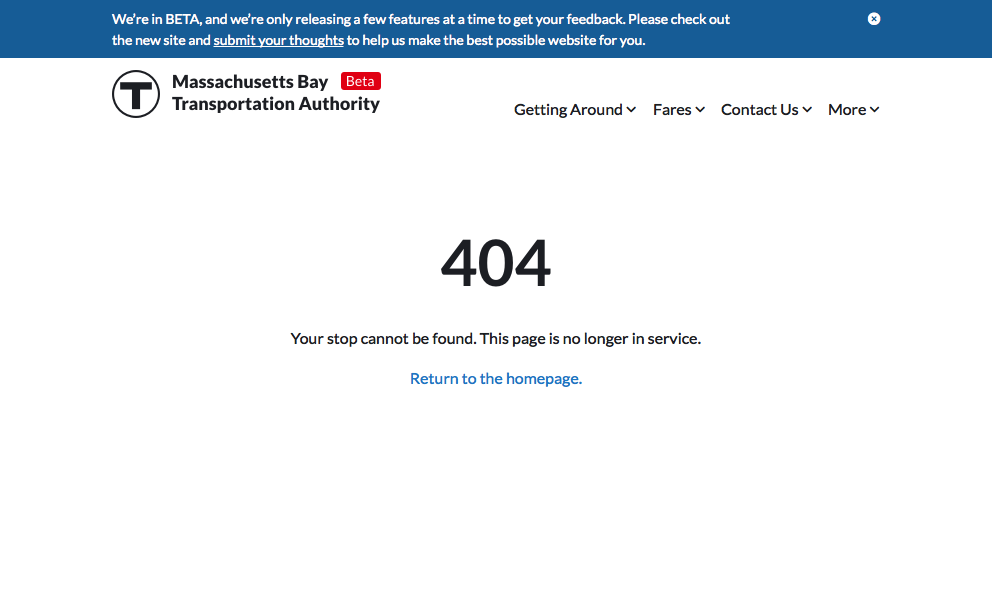 We're in BETA, and we're only releasing a few features at a time to get your feedback. Please check out
the new site and submit your thoughts to help us make the best possible website for you.
T
Massachusetts Bay Beta
Transportation Authority
Getting Around Fares Contact Us More
404
Your stop cannot be found. This page is no longer in service.
Return to the homepage.